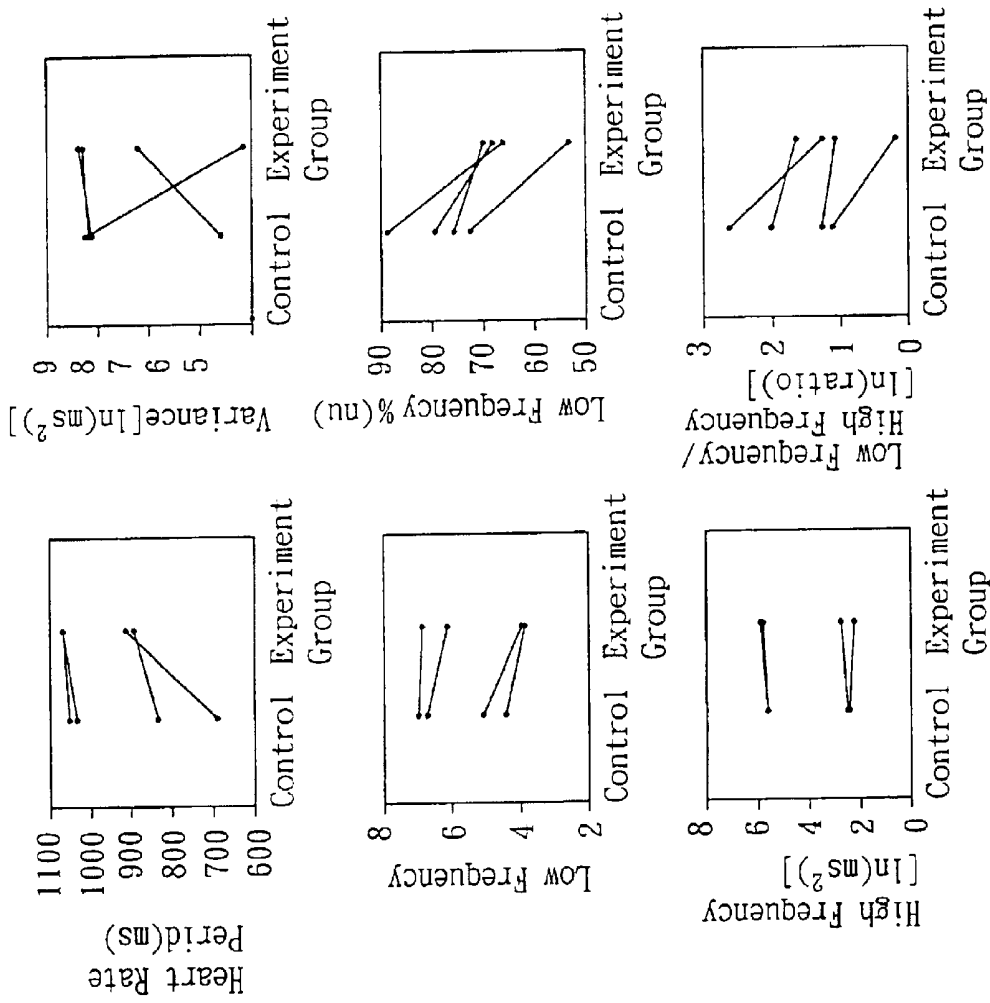 Heart Rate
Perid(ms)
1100
1000
900
800
700
600
Control Experiment
Group
Variance[ln(ms²)]
9
8
7
6
5
Control Experiment
Group
Low Frequency
8
6
4
2
Control Experiment
Group
Low Frequency%(nu)
90
80
70
60
50
Control Experiment
Group
High Frequency
[ln(ms²)]
8
6
4
2
0
Control Experiment
Group
Low Frequency/
High Frequency
[ln(ratio)]
3
2
1
0
Control Experiment
Group